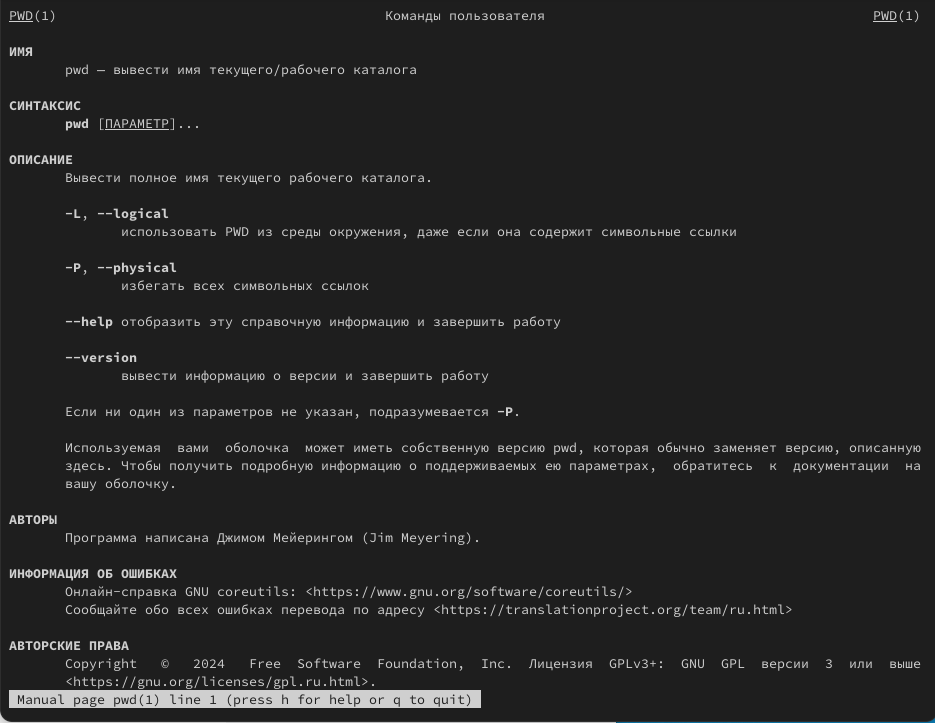 PWD(1) Команды пользователя PWD(1)
ИМЯ
pwd — вывести имя текущего/рабочего каталога
СИНТАКСИС
pwd [ПАРАМЕТР]...
ОПИСАНИЕ
Вывести полное имя текущего рабочего каталога.
-L, --logical
использовать PWD из среды окружения, даже если она содержит символьные ссылки
-P, --physical
избегать всех символьных ссылок
--help отобразить эту справочную информацию и завершить работу
--version
вывести информацию о версии и завершить работу
Если ни один из параметров не указан, подразумевается -P.
Используемая вами оболочка может иметь собственную версию pwd, которая обычно заменяет версию, описанную
здесь. Чтобы получить подробную информацию о поддерживаемых ею параметрах, обратитесь к документации на
вашу оболочку.
АВТОРЫ
Программа написана Джимом Мейерингом (Jim Meyering).
ИНФОРМАЦИЯ ОБ ОШИБКАХ
Онлайн-справка GNU coreutils: <https://www.gnu.org/software/coreutils/>
Сообщайте обо всех ошибках перевода по адресу <https://translationproject.org/team/ru.html>
АВТОРСКИЕ ПРАВА
Copyright © 2024 Free Software Foundation, Inc. Лицензия GPLv3+: GNU GPL версии 3 или выше
<https://gnu.org/licenses/gpl.ru.html>.
Manual page pwd(1) line 1 (press h for help or q to quit)